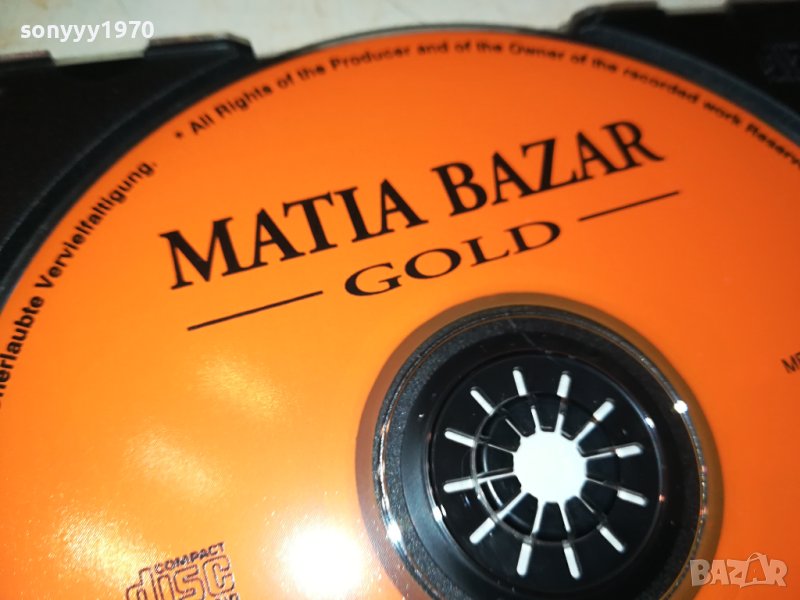 sonyyy1970
* All Rights of the Producer and of the Owner of the recorded work Reserve
erlaubte Vervielfältigung.
MATIA BAZAR
GOLD
COMPACT
disc
BAZAR